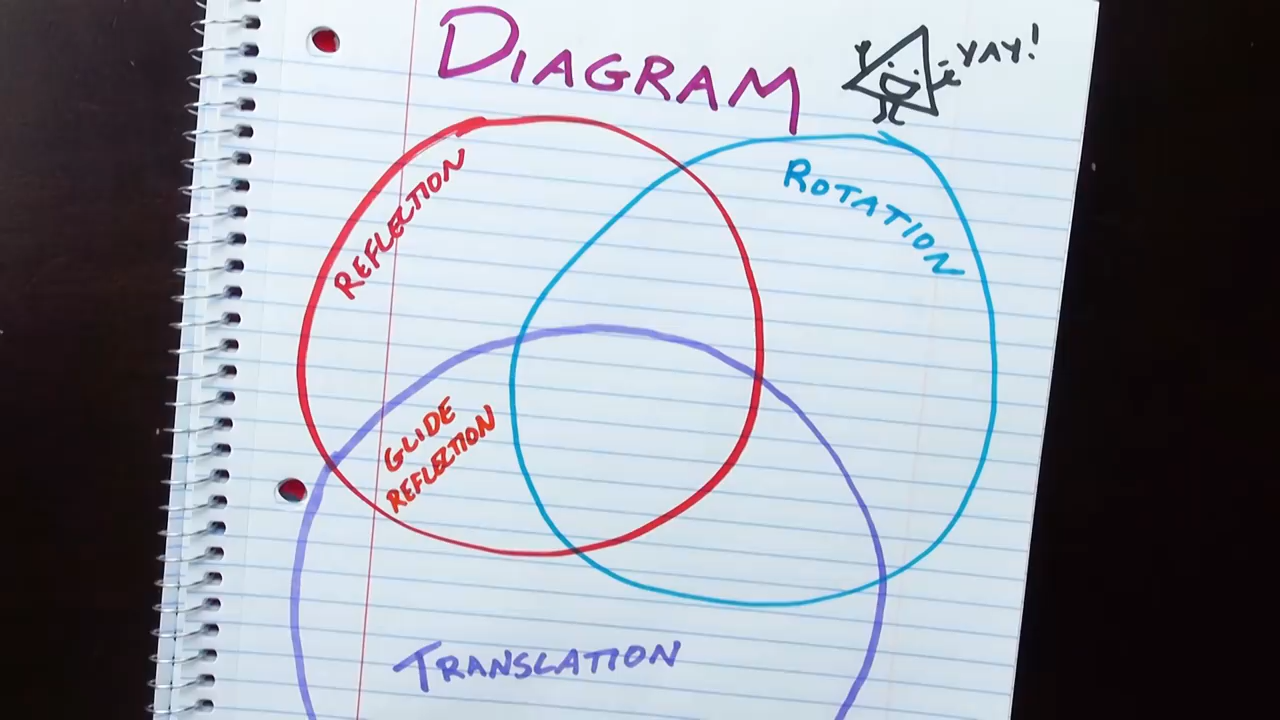 DIAGRAM
YAY!
REFLECTION
ROTATION
GLIDE
REFLECTION
TRANSLATION